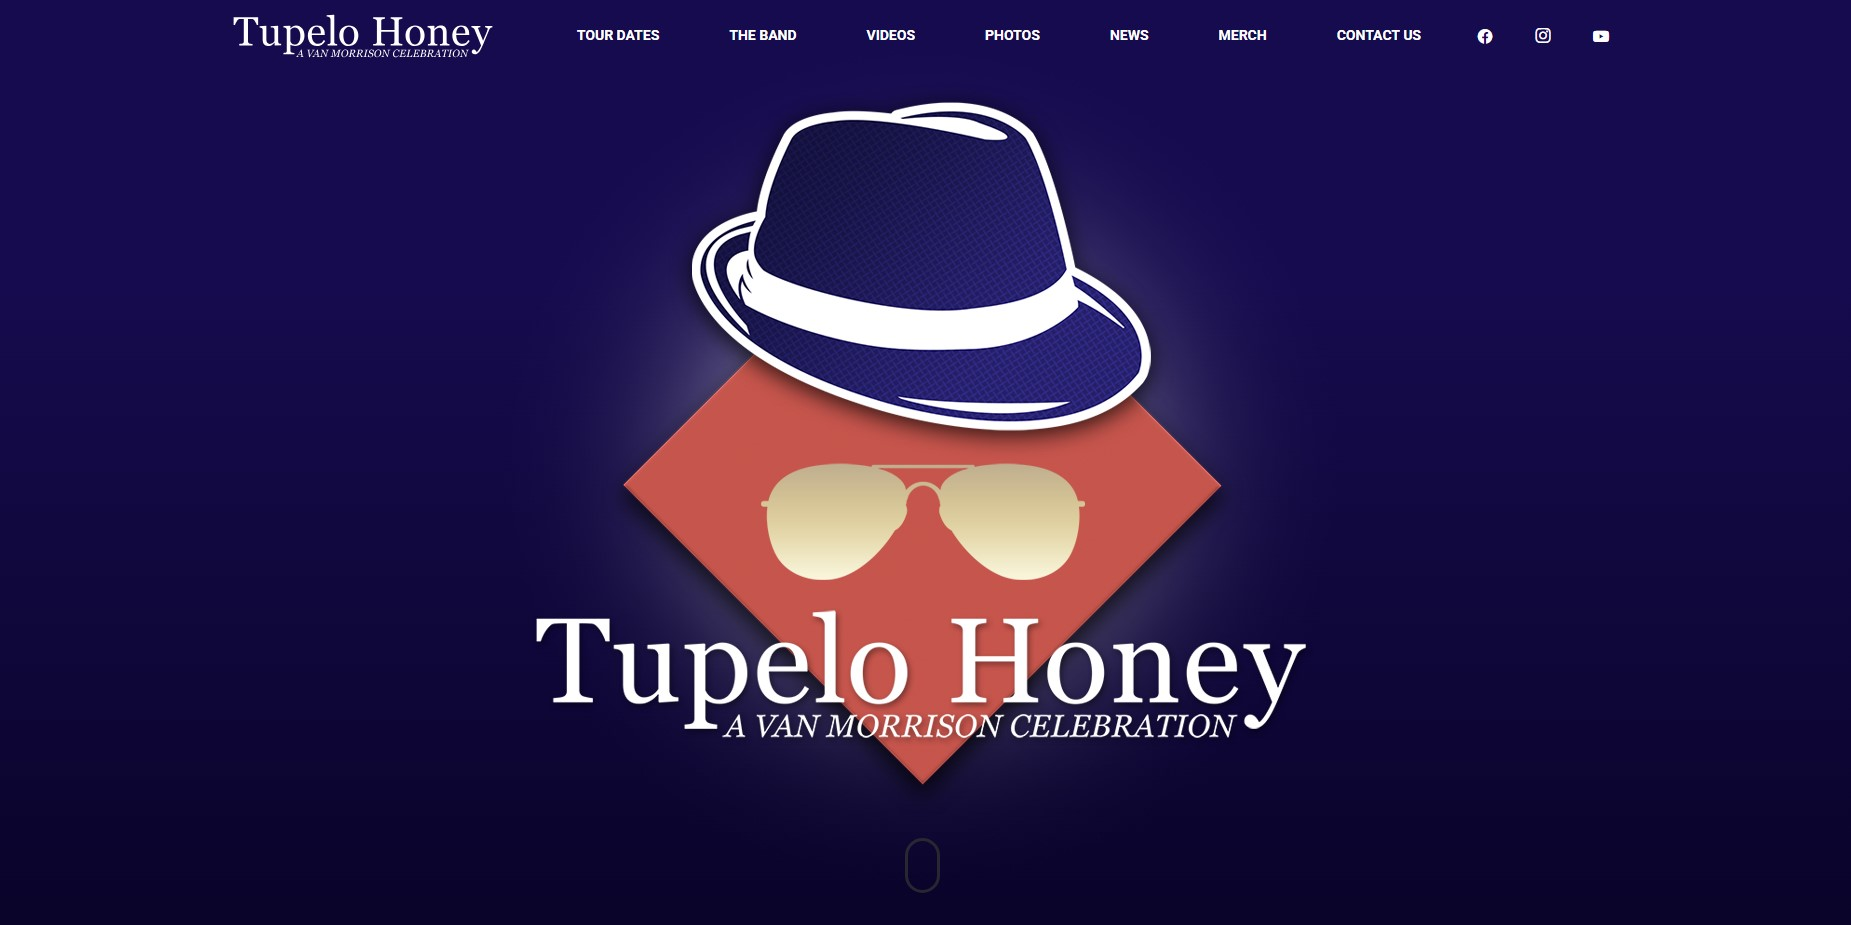 Tupelo Honey
A VAN MORRISON CELEBRATION
TOUR DATES THE BAND VIDEOS PHOTOS NEWS MERCH CONTACT US
Tupelo Honey
A VAN MORRISON CELEBRATION